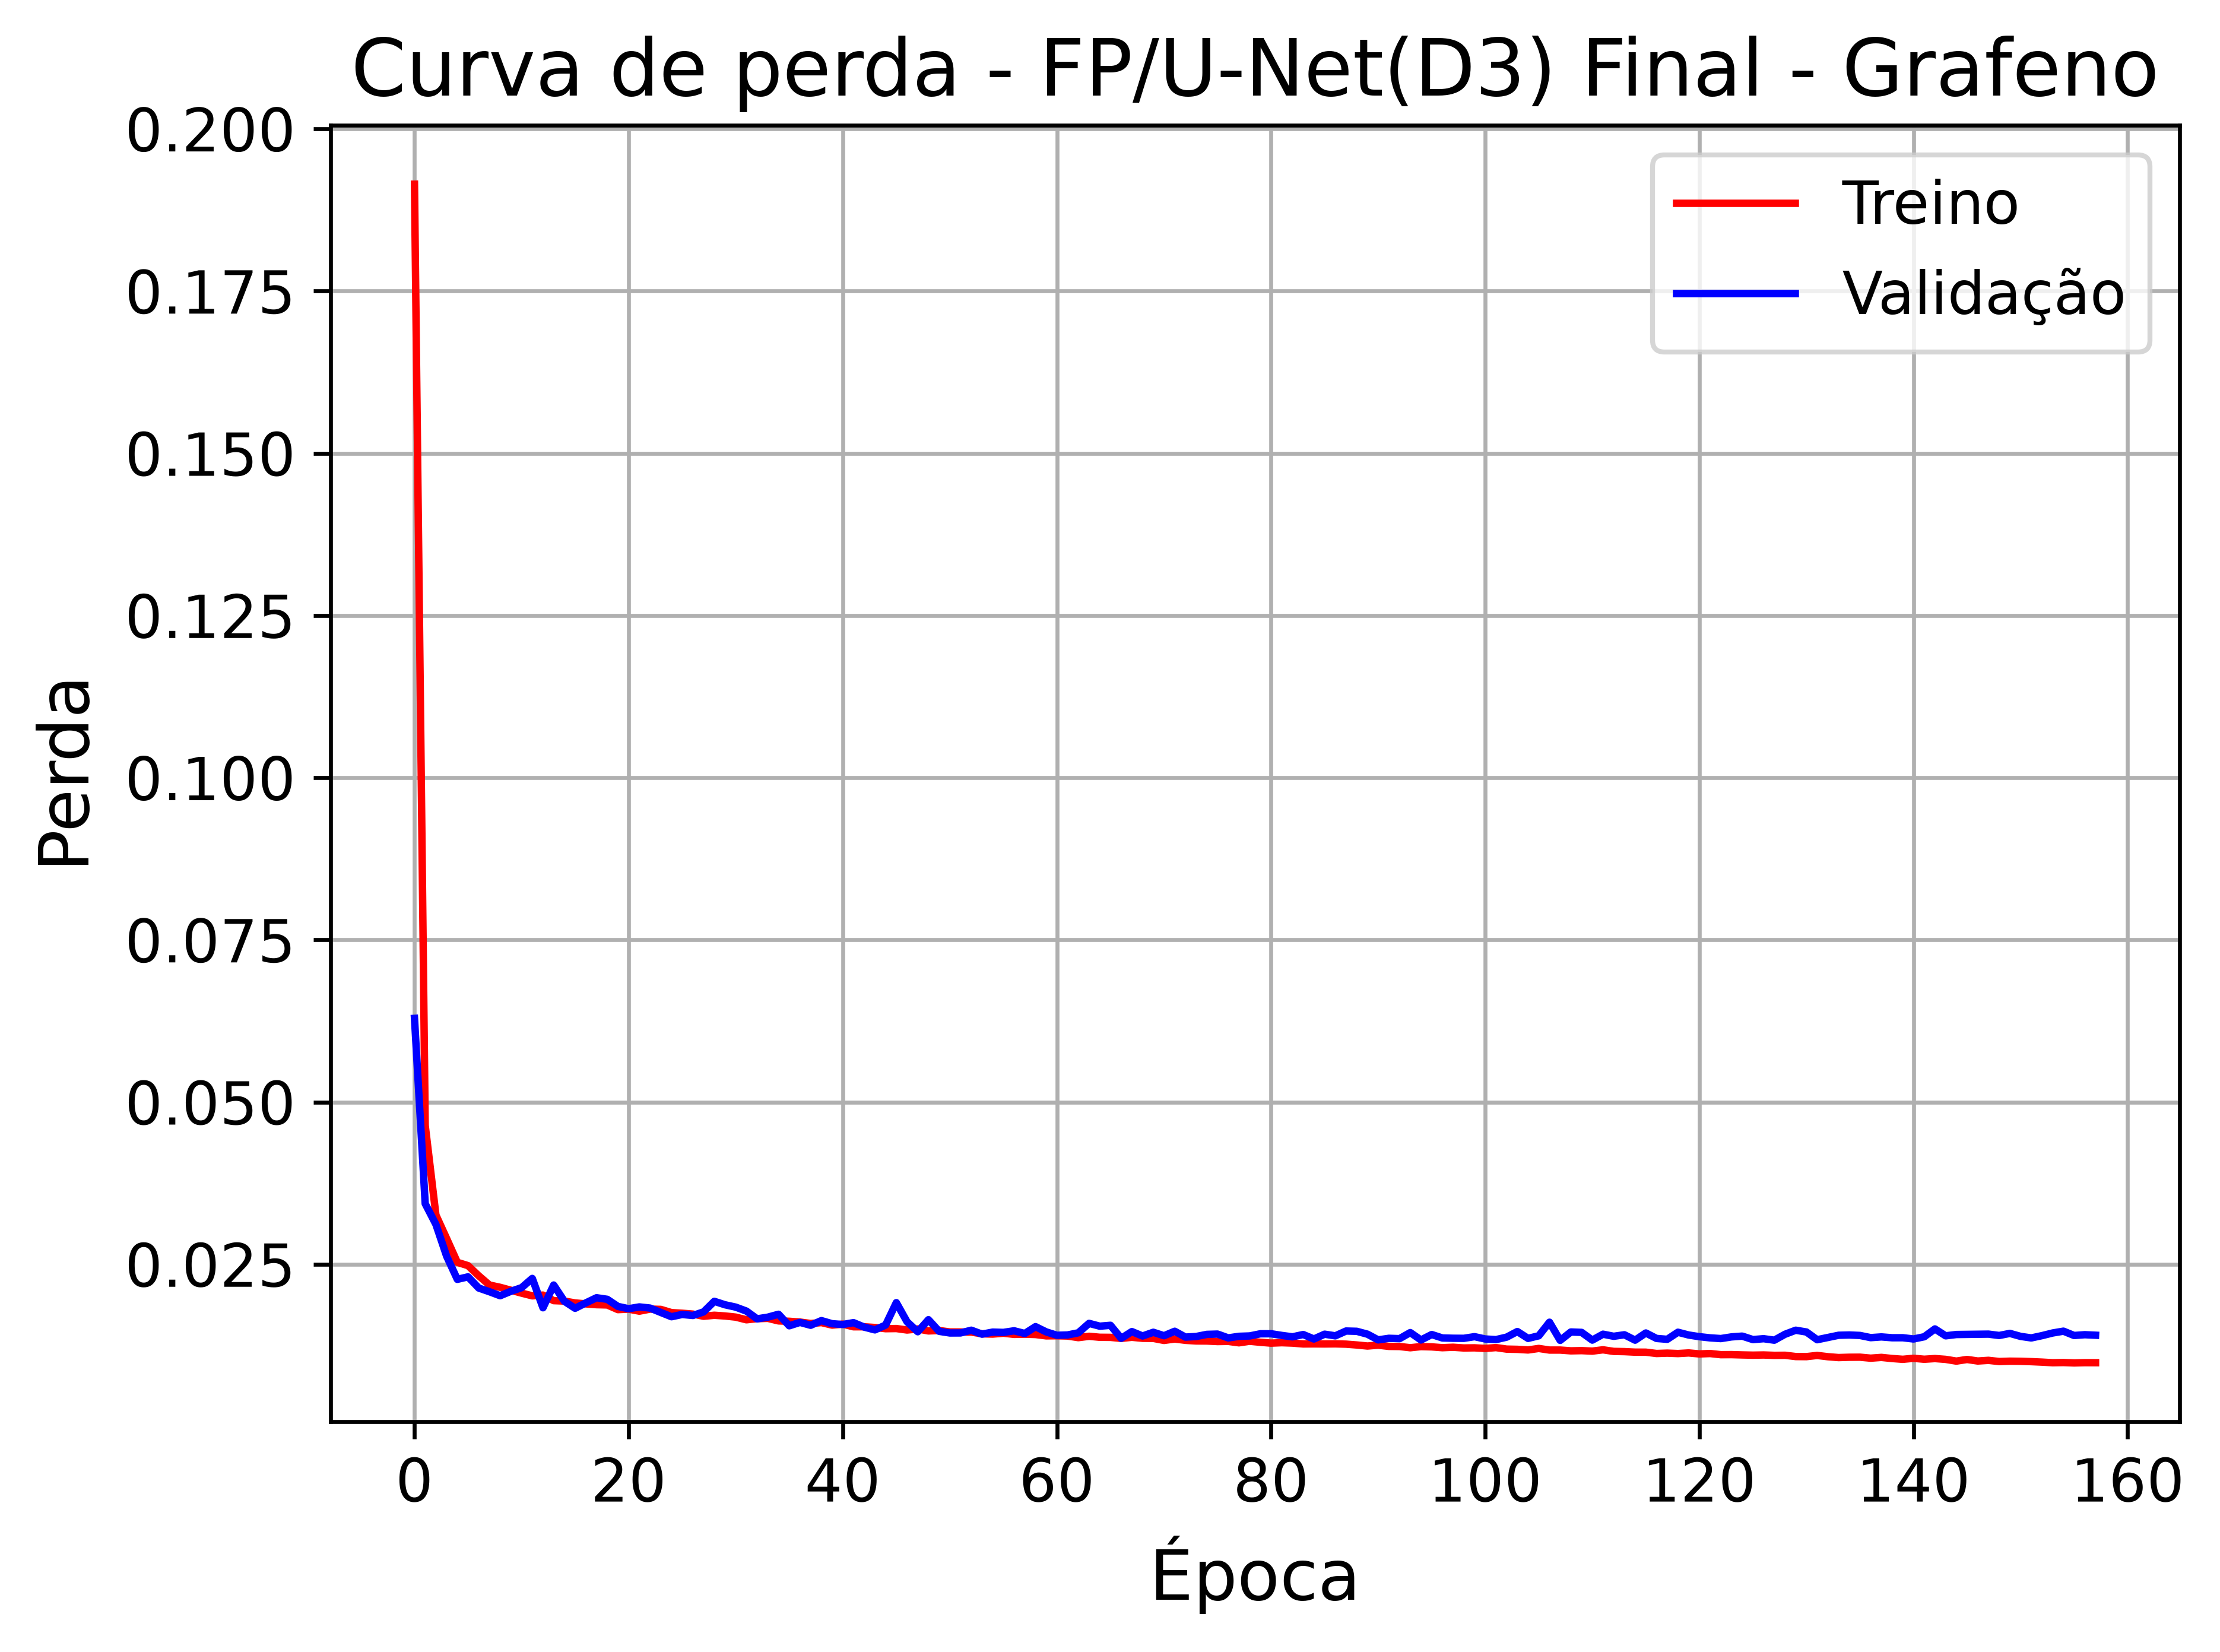 Curva de perda - FP/U-Net(D3) Final - Grafeno
0.200
0.175
0.150
0.125
0.100
0.075
0.050
0.025
Perda
Treino
Validação
0 20 40 60 80 100 120 140 160
Época